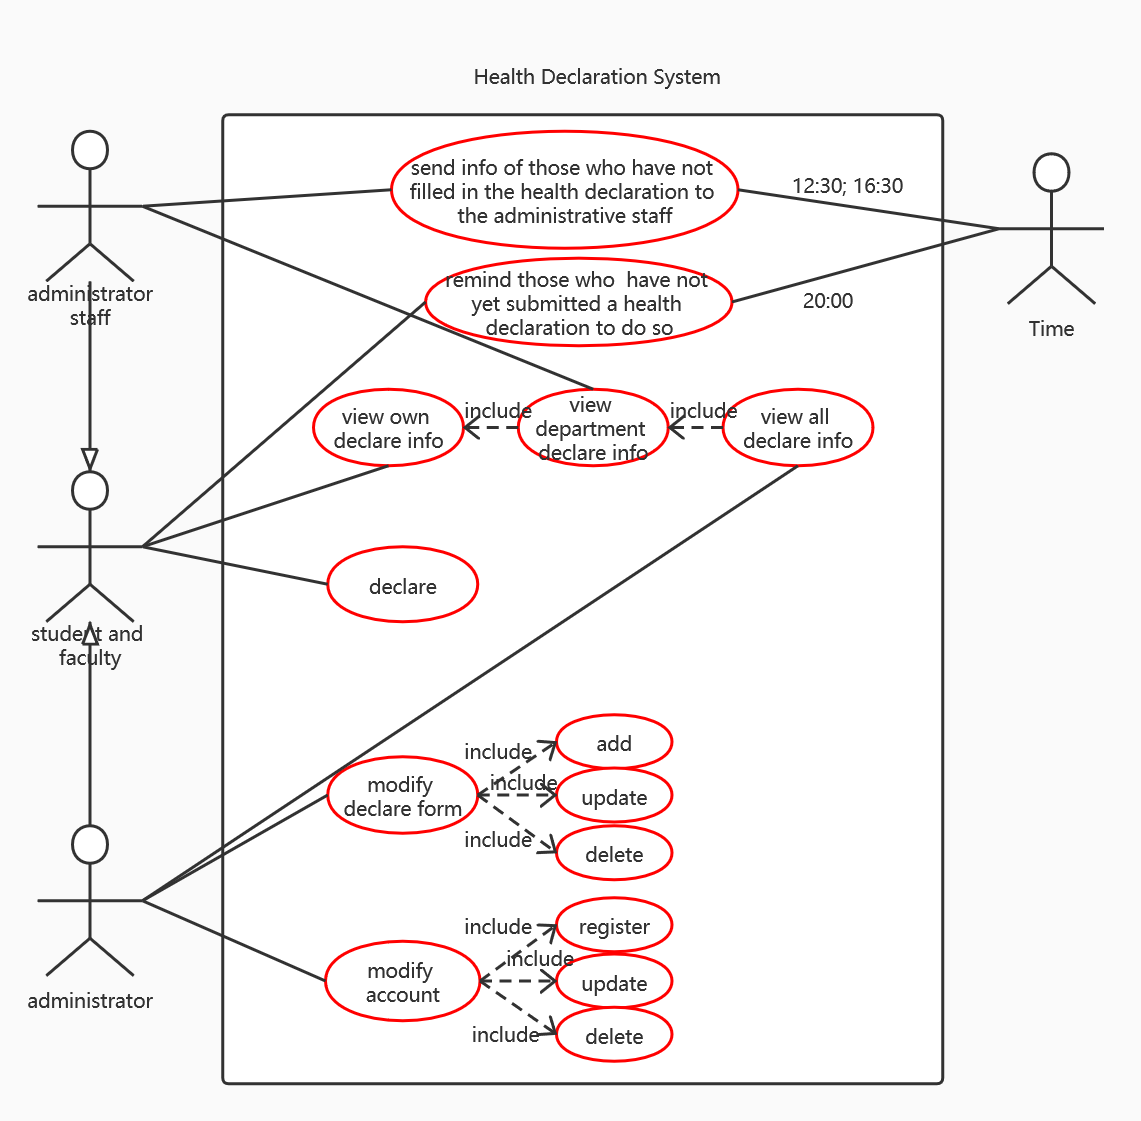 Health Declaration System
send info of those who have not
filled in the health declaration to
the administrative staff
12:30; 16:30
administrator
staff
remind those who  have not
yet submitted a health
declaration to do so
20:00
Time
view own
declare info
include
view
department
declare info
include
view all
declare info
declare
student and
faculty
modify
declare form
include
include
include
add
update
delete
administrator
modify
account
include
include
include
register
update
delete